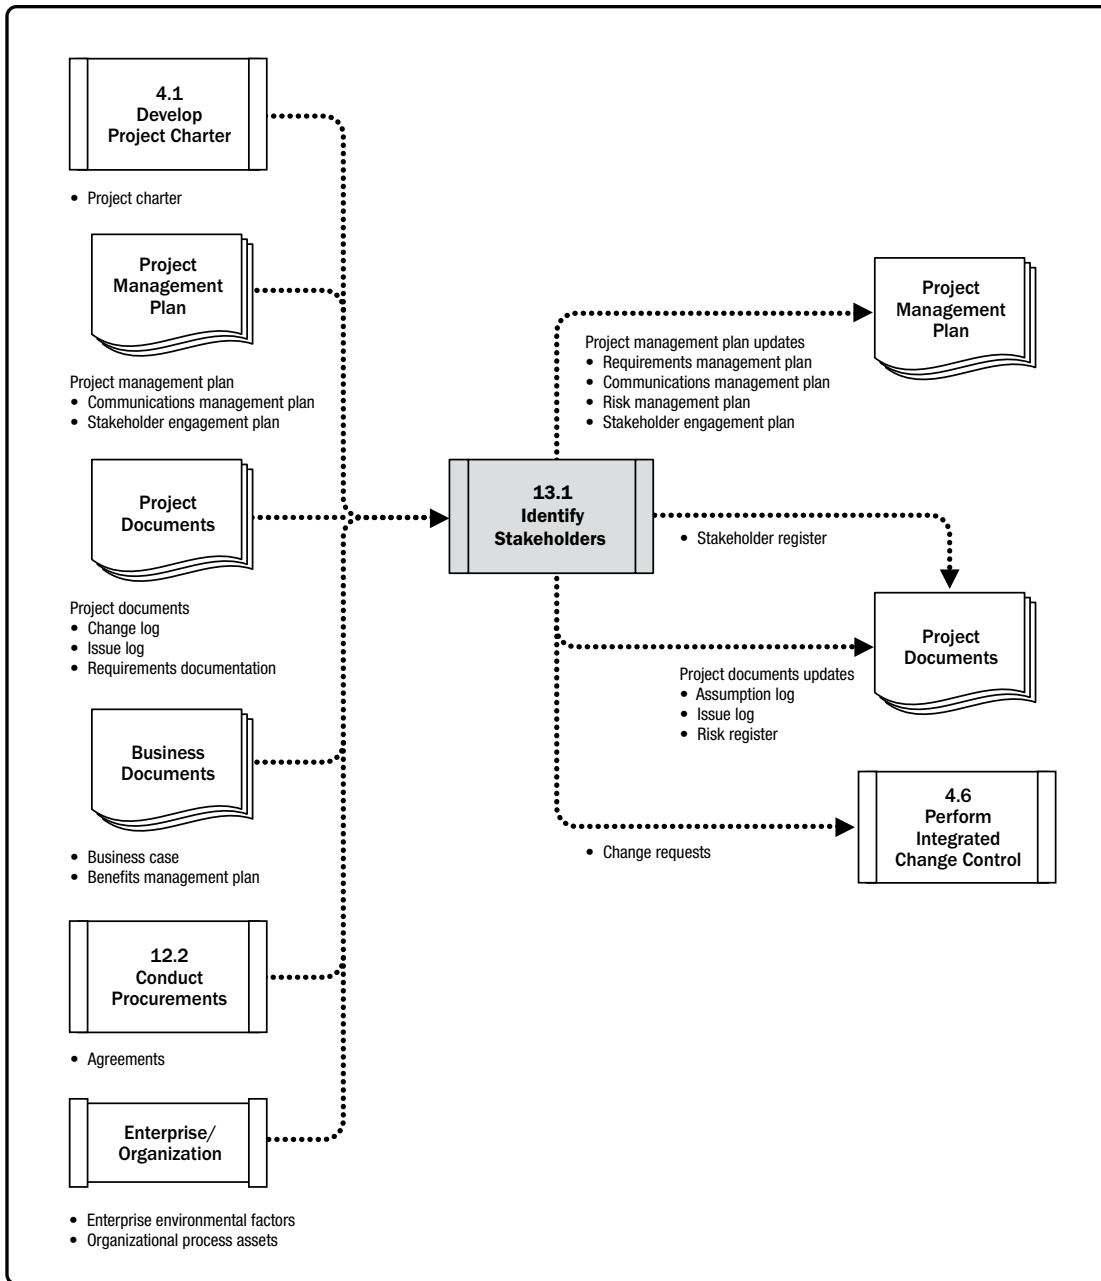 4.1
Develop
Project Charter
• Project charter
Project
Management
Plan
Project management plan
• Communications management plan
• Stakeholder engagement plan
Project
Documents
Project documents
• Change log
• Issue log
• Requirements documentation
Business
Documents
• Business case
• Benefits management plan
12.2
Conduct
Procurements
• Agreements
Enterprise/
Organization
• Enterprise environmental factors
• Organizational process assets
13.1
Identify
Stakeholders
Project management plan updates
• Requirements management plan
• Communications management plan
• Risk management plan
• Stakeholder engagement plan
Project
Management
Plan
• Stakeholder register
Project
Documents
Project documents updates
• Assumption log
• Issue log
• Risk register
• Change requests
4.6
Perform
Integrated
Change Control